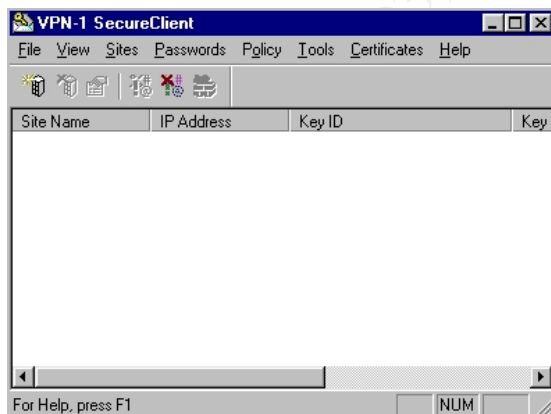 VPN-1 SecureClient
File View Sites Passwords Policy Tools Certificates Help
Site Name IP Address Key ID Key
For Help, press F1 NUM